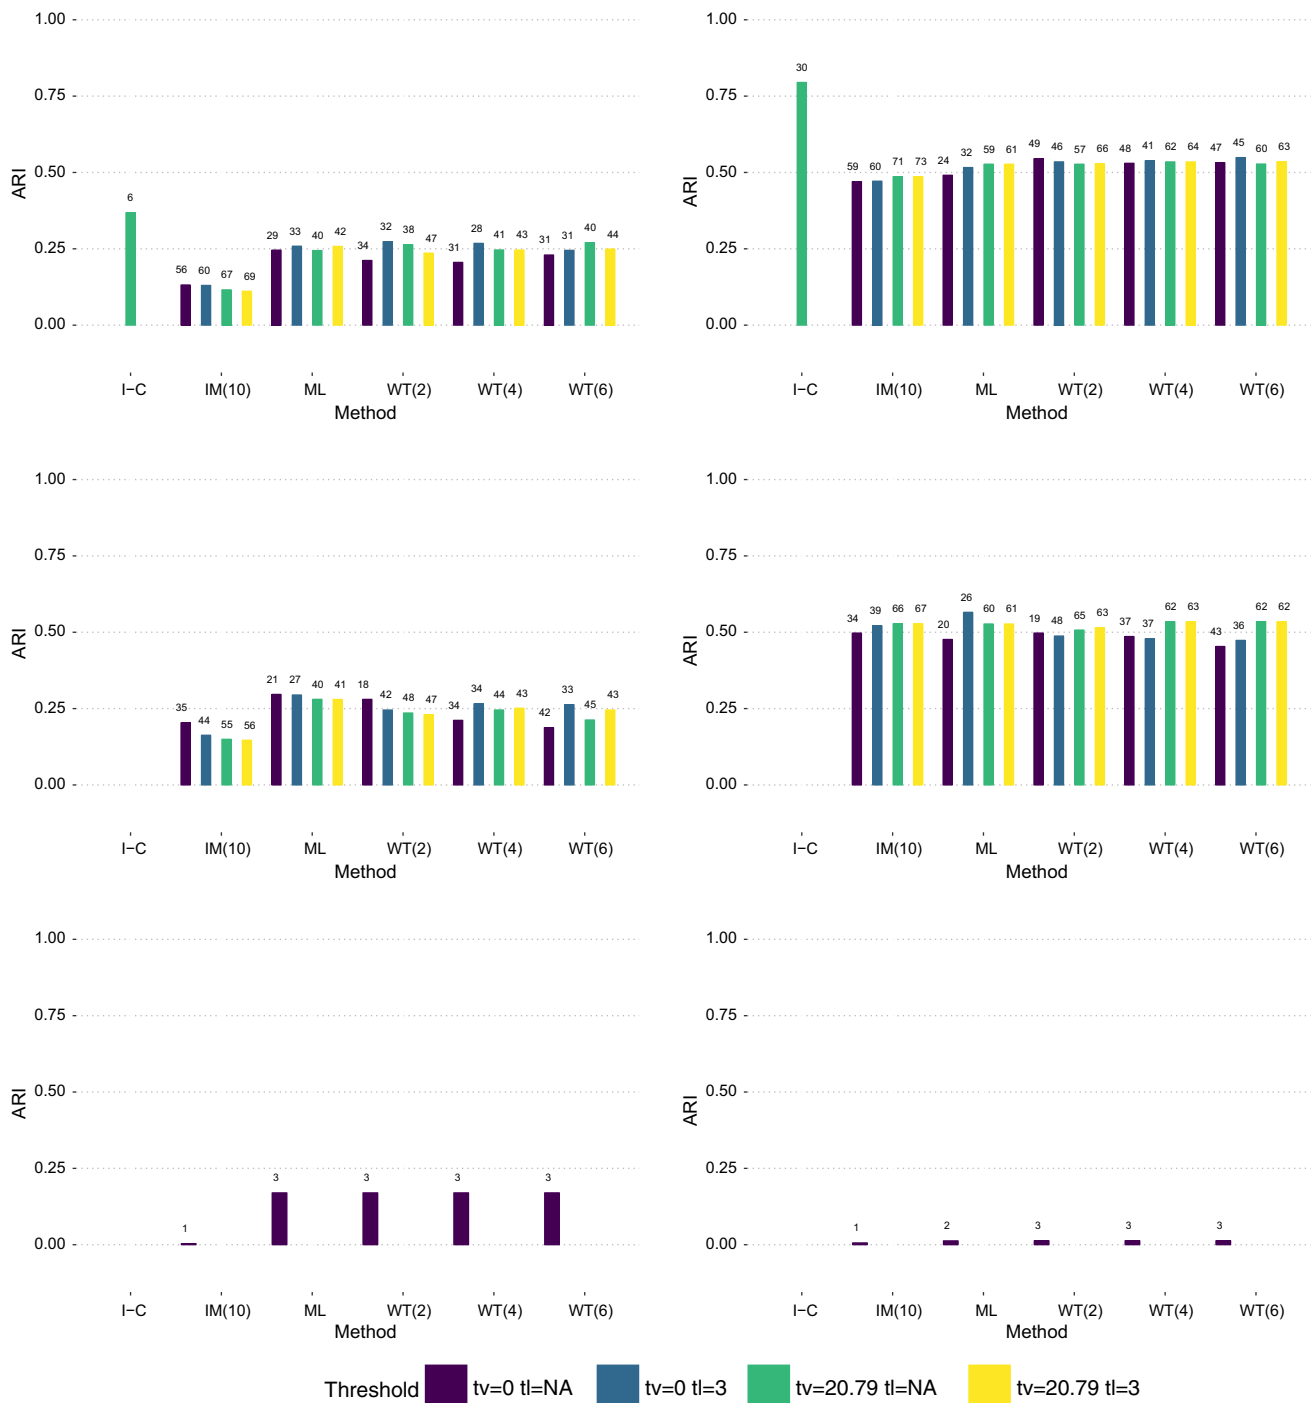 1.00
0.75
0.50
0.25
0.00
ARI
6
56 60 67 69
29 33 40 42
34 32 38 47
31 28 41 43
31 31 40 44
I−C IM(10) ML WT(2) WT(4) WT(6)
Method
1.00
0.75
0.50
0.25
0.00
ARI
30
59 60 71 73
24 32 59 61
49 46 57 66
48 41 62 64
47 45 60 63
I−C IM(10) ML WT(2) WT(4) WT(6)
Method
1.00
0.75
0.50
0.25
0.00
ARI
35 44 55 56
21 27 40 41
18 42 48 47
34 34 44 43
42 33 45 43
I−C IM(10) ML WT(2) WT(4) WT(6)
Method
1.00
0.75
0.50
0.25
0.00
ARI
34 39 66 67
20 26 60 61
19 48 65 63
37 37 62 63
43 36 62 62
I−C IM(10) ML WT(2) WT(4) WT(6)
Method
1.00
0.75
0.50
0.25
0.00
ARI
1 3 3 3 3
I−C IM(10) ML WT(2) WT(4) WT(6)
Method
1.00
0.75
0.50
0.25
0.00
ARI
1 2 3 3 3
I−C IM(10) ML WT(2) WT(4) WT(6)
Method
Threshold tv=0 tl=NA tv=0 tl=3 tv=20.79 tl=NA tv=20.79 tl=3